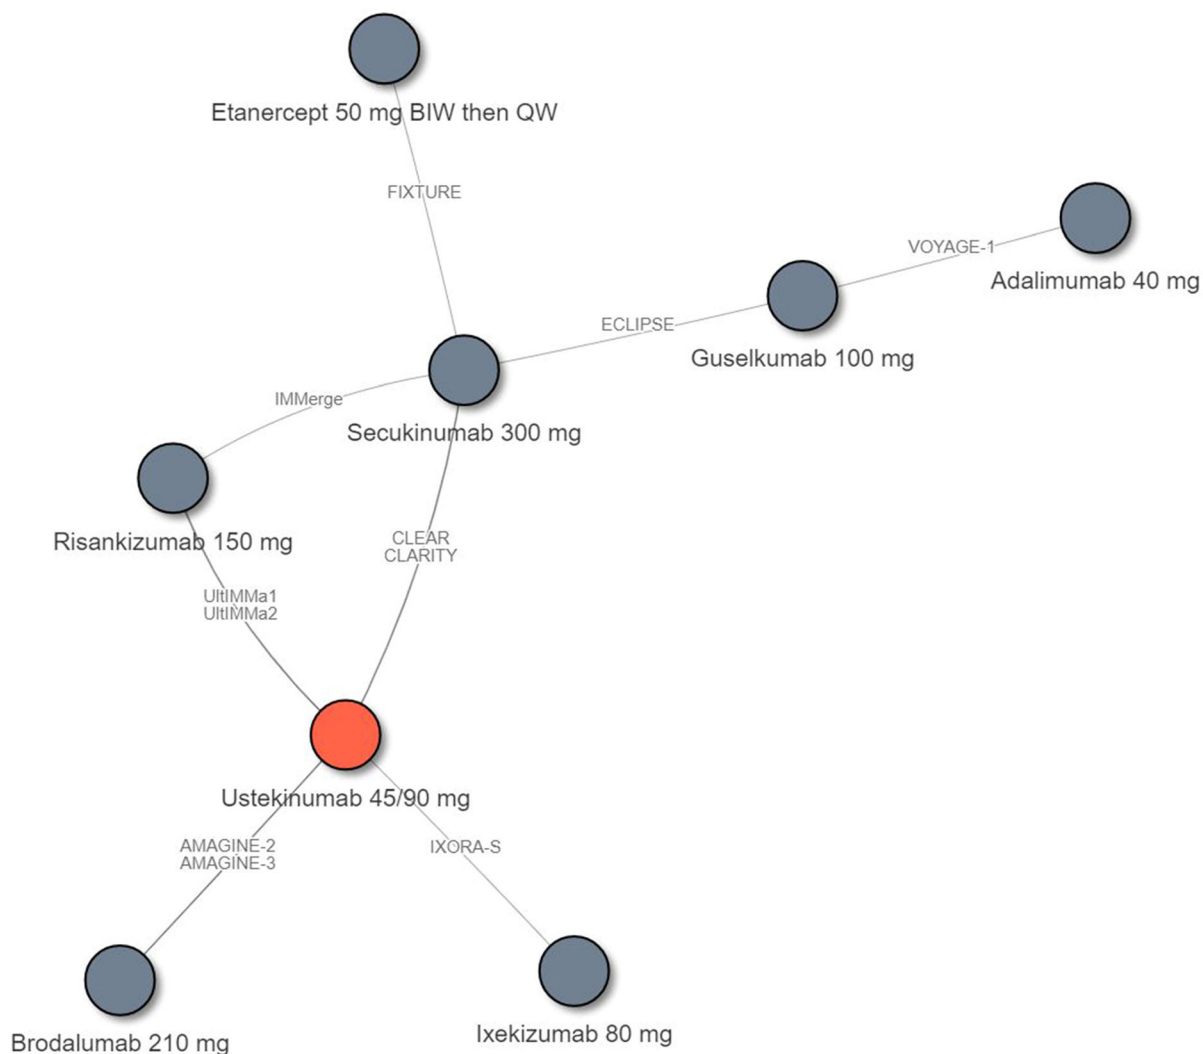 Etanercept 50 mg BIW then QW
FIXTURE
VOYAGE-1
Adalimumab 40 mg
ECLIPSE
Guselkumab 100 mg
IMMerge
Secukinumab 300 mg
Risankizumab 150 mg
CLEAR
CLARITY
UltIMMa1
UltIMMa2
Ustekinumab 45/90 mg
AMAGINE-2
AMAGINE-3
IXORA-S
Brodalumab 210 mg
Ixekizumab 80 mg